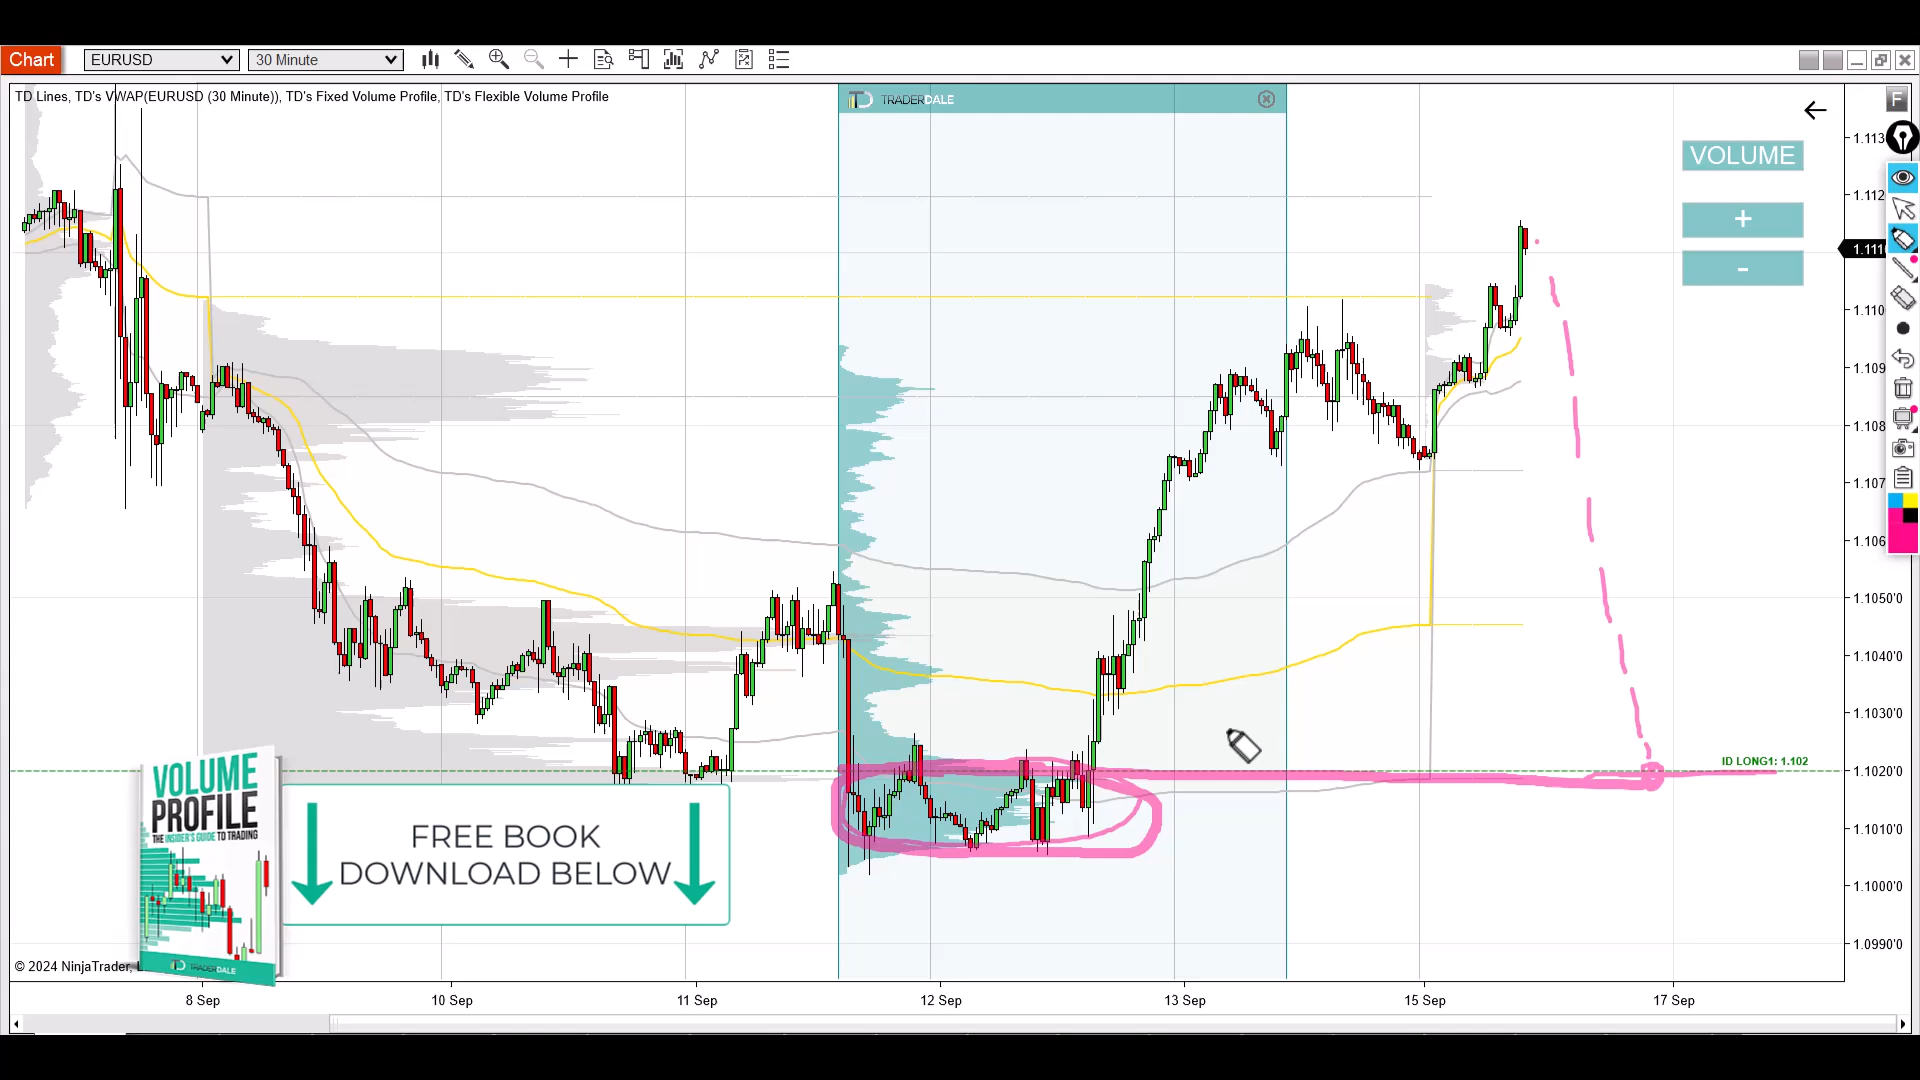 Chart
EURUSD
30 Minute
TD Lines, TD's VWAP(EURUSD (30 Minute)), TD's Fixed Volume Profile, TD's Flexible Volume Profile
TRADERDALE
F
VOLUME
+
-
1.113
1.112
1.111
1.110
1.109
1.108
1.107
1.106
1.1050'0
1.1040'0
1.1030'0
ID LONG1: 1.102
1.1020'0
1.1010'0
1.1000'0
1.0990'0
VOLUME
PROFILE
THE INSIDER'S GUIDE TO TRADING
TRADERDALE
FREE BOOK
DOWNLOAD BELOW
© 2024 NinjaTrader,
8 Sep
10 Sep
11 Sep
12 Sep
13 Sep
15 Sep
17 Sep